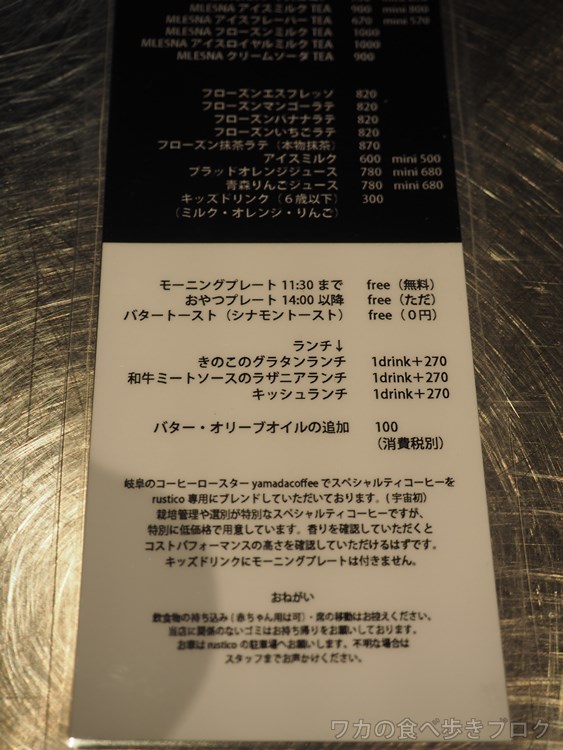 MLESNA アイスミルク TEA 900 mini 800
MLESNA アイスフレーバー TEA 670 mini 570
MLESNA フローズンミルク TEA 1000
MLESNA アイスロイヤルミルク TEA 1000
MLESNA クリームソーダ TEA 900
フローズンエスプレッソ 820
フローズンマンゴーラテ 820
フローズンバナナラテ 820
フローズンいちごラテ 820
フローズン抹茶ラテ（本物抹茶） 870
アイスミルク 600 mini 500
ブラッドオレンジジュース 780 mini 680
青森りんごジュース 780 mini 680
キッズドリンク（６歳以下） 300
（ミルク・オレンジ・りんご）
モーニングプレート 11:30 まで free（無料）
おやつプレート 14:00 以降 free（ただ）
バタートースト（シナモントースト） free（０円）
ランチ↓
きのこのグラタンランチ 1drink＋270
和牛ミートソースのラザニアランチ 1drink＋270
キッシュランチ 1drink＋270
バター・オリーブオイルの追加 100
（消費税別）
岐阜のコーヒーロースター yamadacoffee でスペシャルティコーヒーを
rustico 専用にブレンドしていただいております。( 宇宙初 )
栽培管理や選別が特別なスペシャルティコーヒーですが、
特別に低価格で用意しています。香りを確認していただくと
コストパフォーマンスの高さを確認していただけるはずです。
キッズドリンクにモーニングプレートは付きません。
おねがい
飲食物の持ち込み ( 赤ちゃん用は可 )・席の移動はお控えください。
当店に関係のないゴミはお持ち帰りをお願いしております。
お車は rustico の駐車場へお願いします。不明な場合は
スタッフまでお声かけください。
ワカの食べ歩きブログ